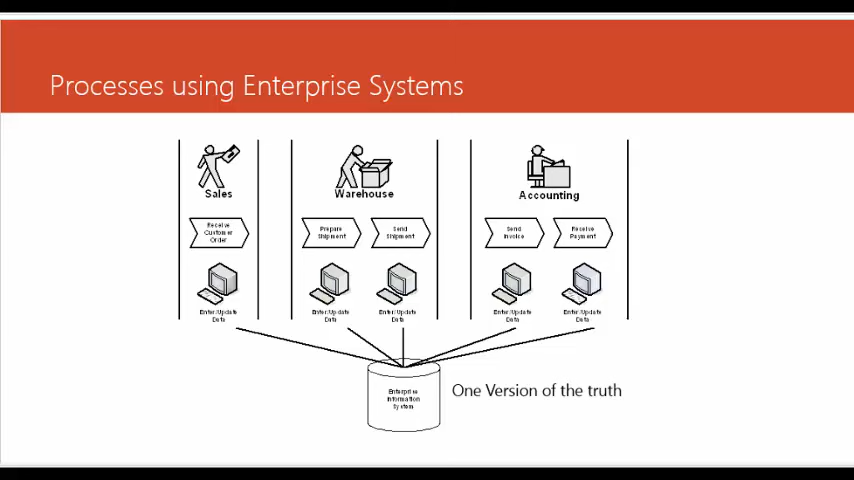 Processes using Enterprise Systems
Sales
Warehouse
Accounting
Receive
Customer
Order
Prepare
Shipment
Send
Shipment
Send
Invoice
Receive
Payment
Enter/Update
Data
Enter/Update
Data
Enter/Update
Data
Enter/Update
Data
Enter/Update
Data
Enterprise
Information
System
One Version of the truth